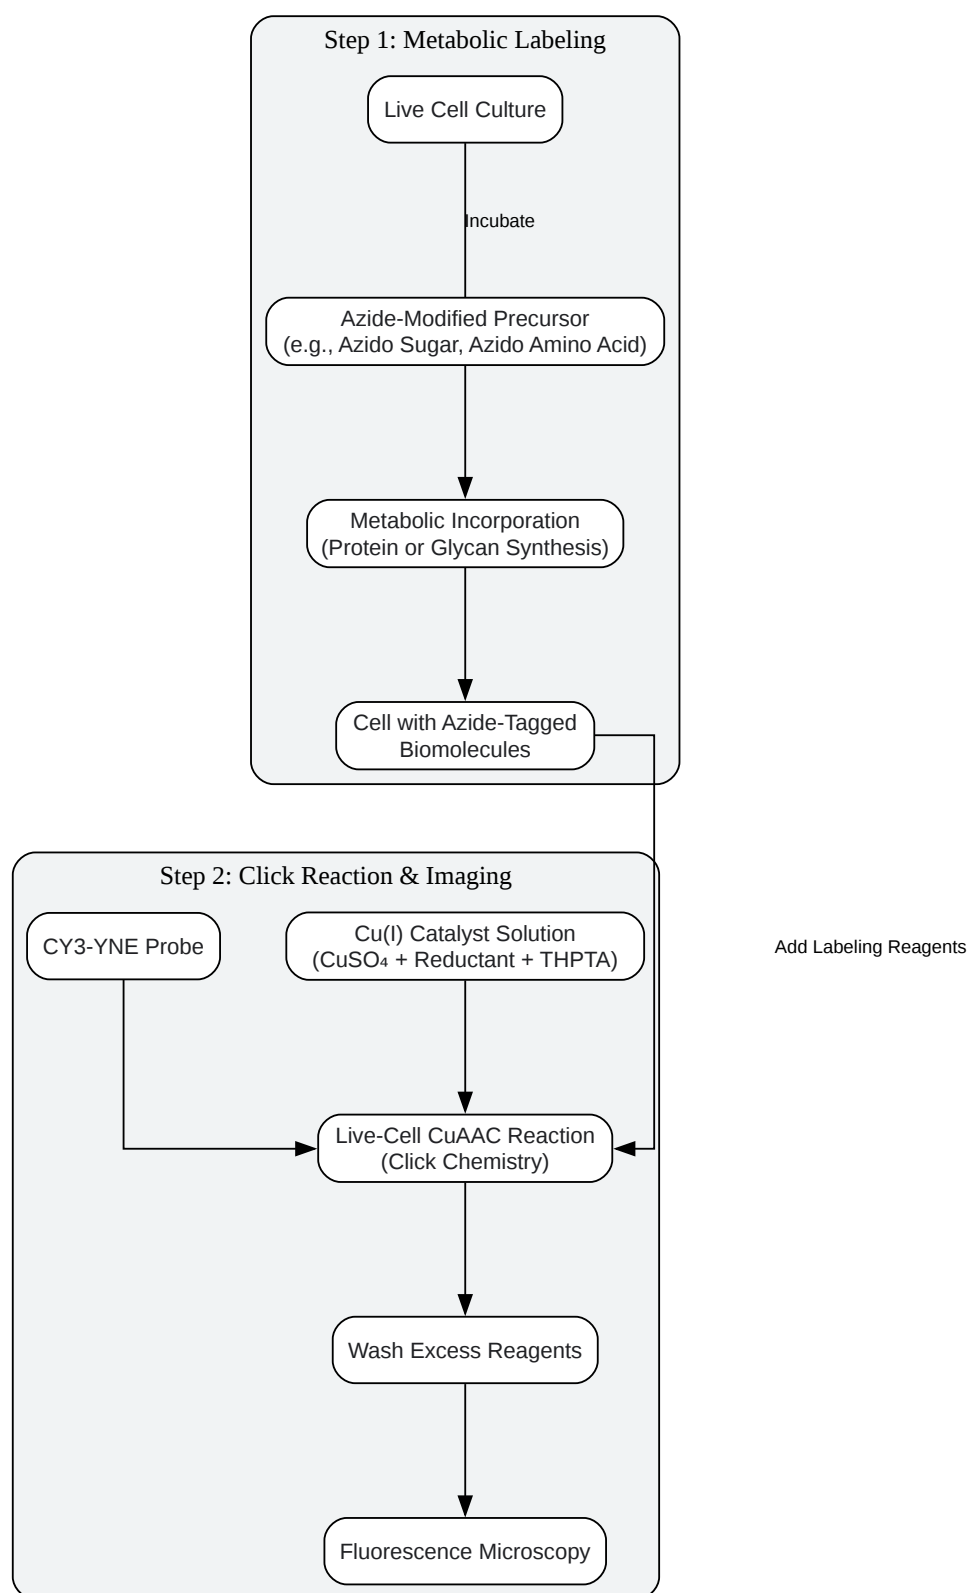 Step 1: Metabolic Labeling
Live Cell Culture
Incubate
Azide-Modified Precursor
(e.g., Azido Sugar, Azido Amino Acid)
Metabolic Incorporation
(Protein or Glycan Synthesis)
Cell with Azide-Tagged
Biomolecules
Step 2: Click Reaction & Imaging
CY3-YNE Probe
Cu(I) Catalyst Solution
(CuSO₄ + Reductant + THPTA)
Add Labeling Reagents
Live-Cell CuAAC Reaction
(Click Chemistry)
Wash Excess Reagents
Fluorescence Microscopy